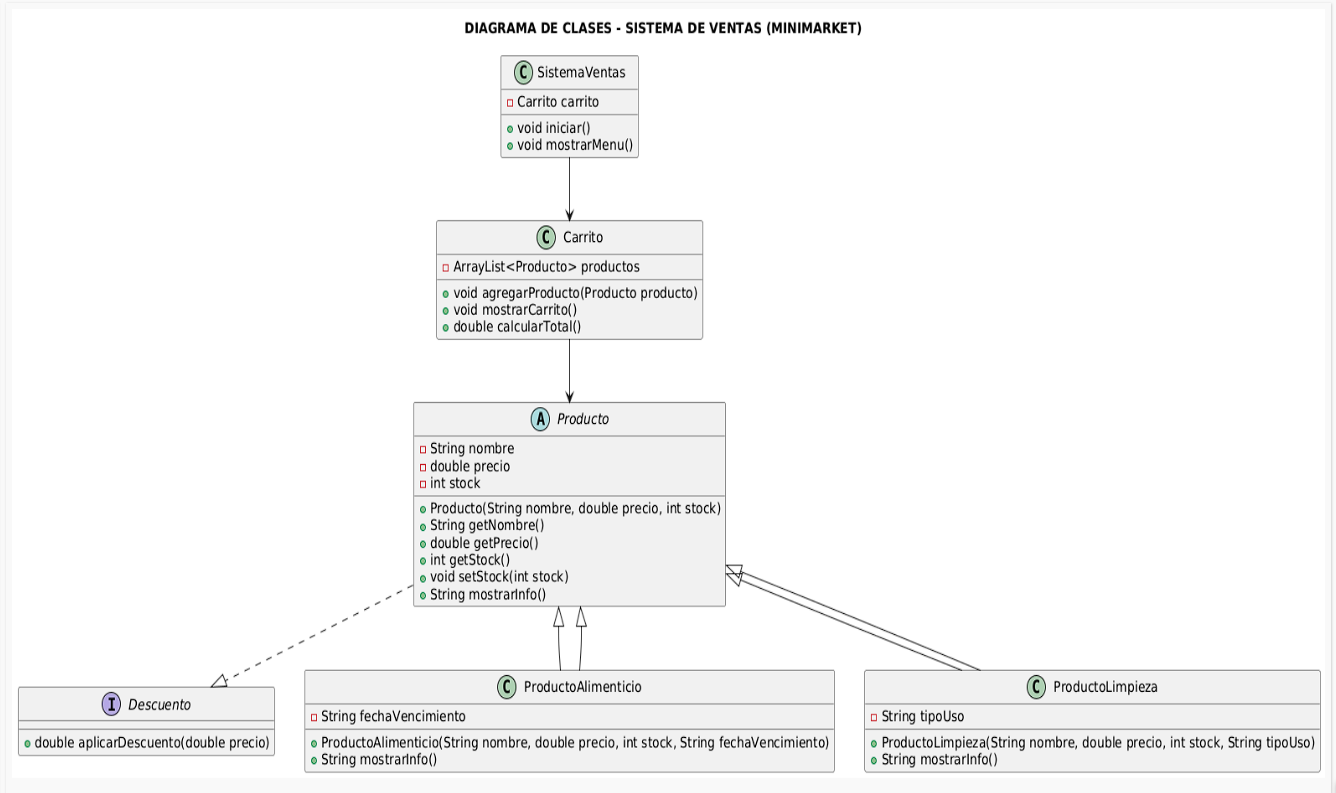 DIAGRAMA DE CLASES - SISTEMA DE VENTAS (MINIMARKET)
C SistemaVentas
Carrito carrito
void iniciar()
void mostrarMenu()
C Carrito
ArrayList<Producto> productos
void agregarProducto(Producto producto)
void mostrarCarrito()
double calcularTotal()
A Producto
String nombre
double precio
int stock
Producto(String nombre, double precio, int stock)
String getNombre()
double getPrecio()
int getStock()
void setStock(int stock)
String mostrarInfo()
I Descuento
double aplicarDescuento(double precio)
C ProductoAlimenticio
String fechaVencimiento
ProductoAlimenticio(String nombre, double precio, int stock, String fechaVencimiento)
String mostrarInfo()
C ProductoLimpieza
String tipoUso
ProductoLimpieza(String nombre, double precio, int stock, String tipoUso)
String mostrarInfo()